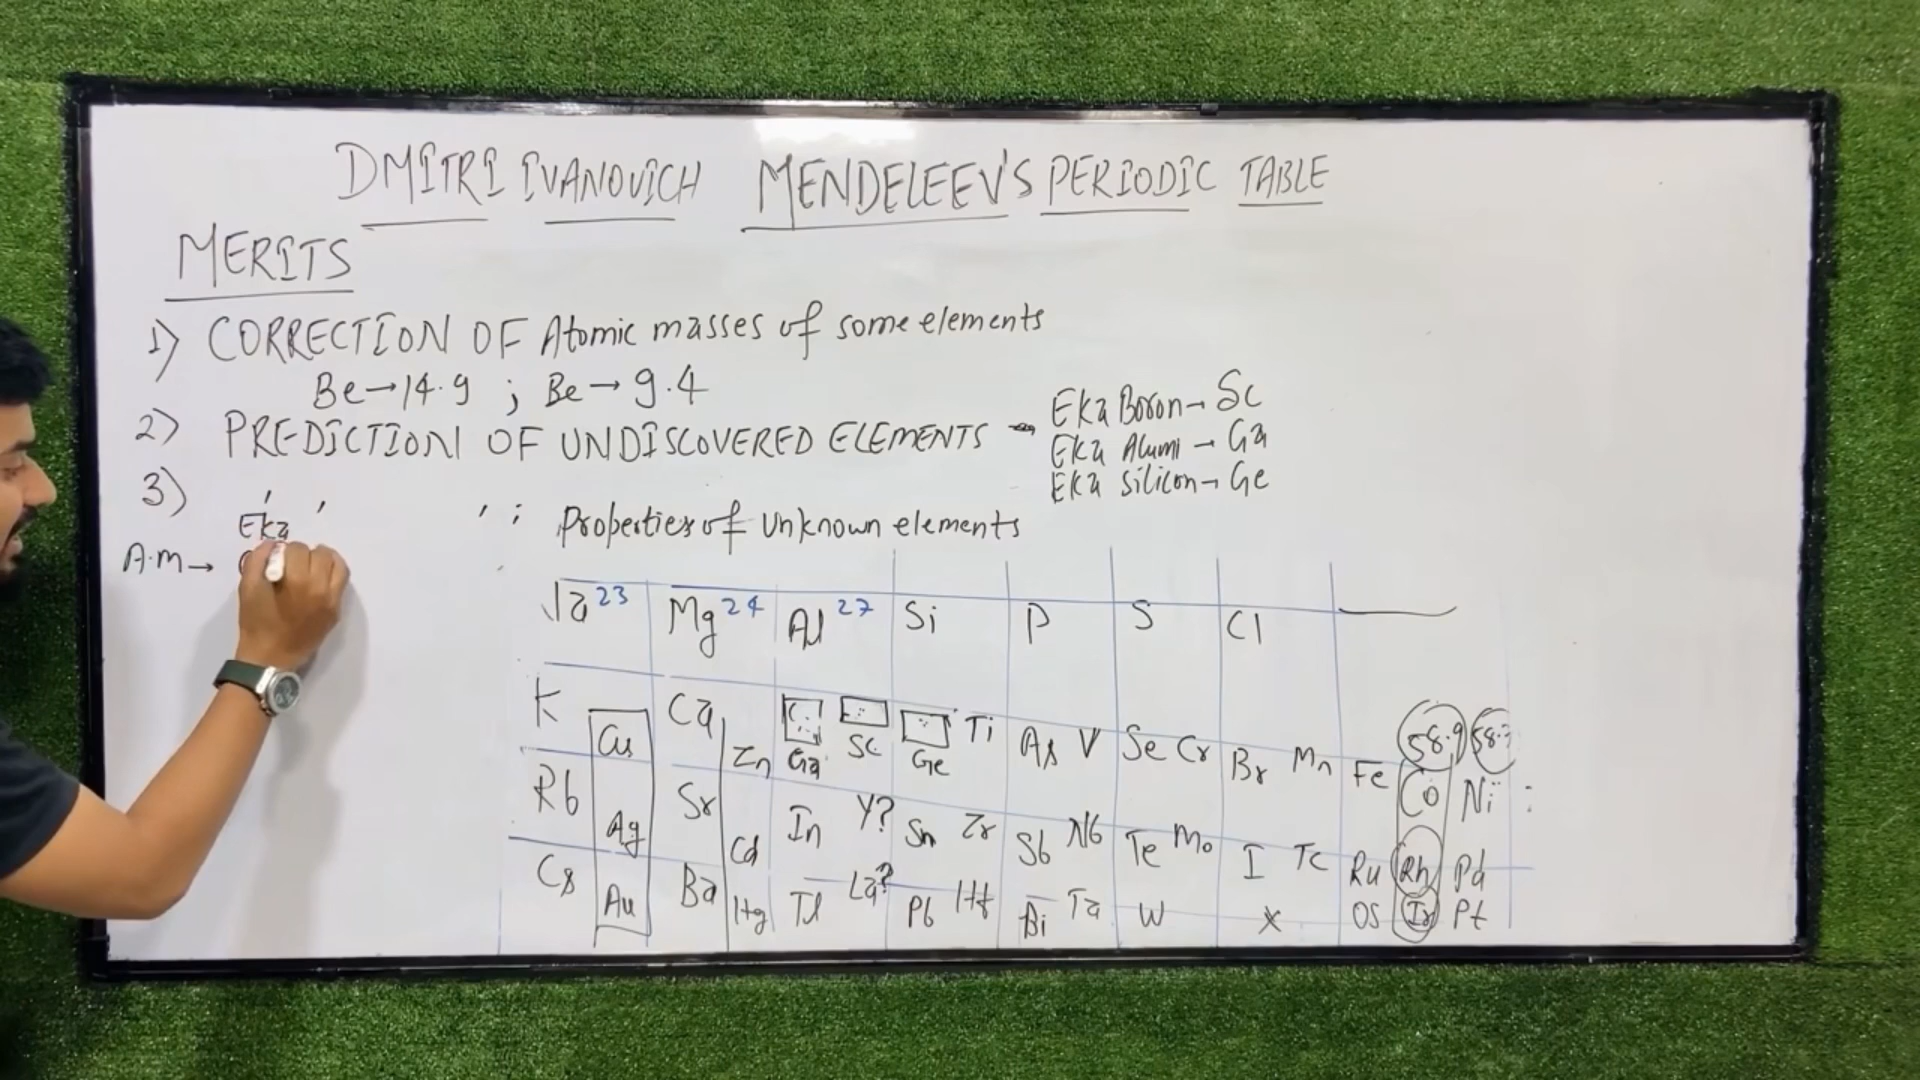 DMITRI IVANOVICH MENDELEEV'S PERIODIC TABLE
MERITS
1) CORRECTION OF Atomic masses of some elements
Be→14.9 ; Be→9.4
2) PREDICTION OF UNDISCOVERED ELEMENTS →
Eka Boron→Sc
Eka Alumi→Ga
Eka Silicon→Ge
3) ' ' ' ; Properties of unknown elements
Eka
A.m→
Na 23 Mg 24 Al 27 Si P S Cl
K Cu Ca Zn Ga Sc Ge Ti As V Se Cr Br Mn Fe 58.9 Co Ni
Rb Ag Sr Cd In Y? Sn Zr Sb Nb Te Mo I Tc Ru Rh Pd
Cs Au Ba Hg Tl La? Pb Hf Bi Ta W X OS Ir Pt